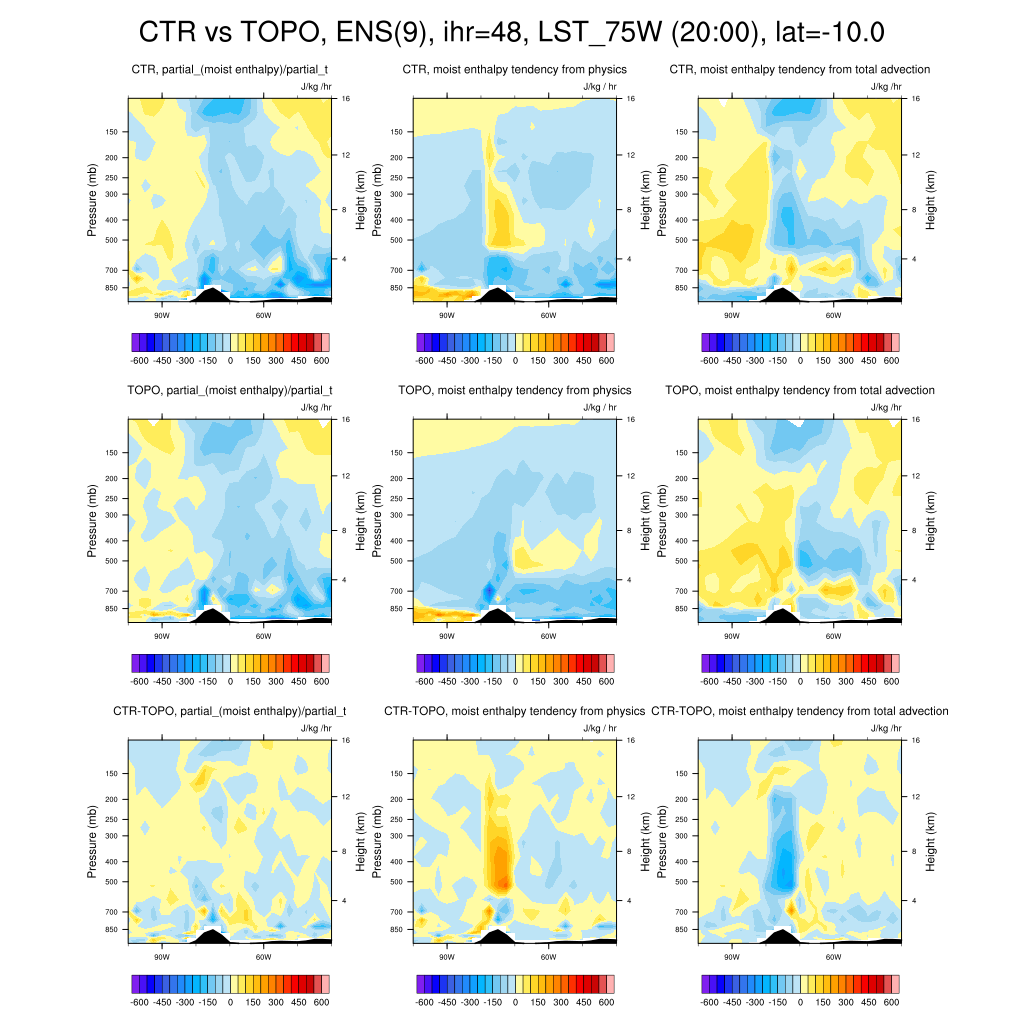 CTR vs TOPO, ENS(9), ihr=48, LST_75W (20:00), lat=-10.0
CTR, partial_(moist enthalpy)/partial_t
J/kg /hr
Pressure (mb)
150
200
250
300
400
500
700
850
16
12
8
4
Height (km)
90W 60W
-600 -450 -300 -150 0 150 300 450 600
CTR, moist enthalpy tendency from physics
J/kg / hr
Pressure (mb)
150
200
250
300
400
500
700
850
16
12
8
4
Height (km)
90W 60W
-600 -450 -300 -150 0 150 300 450 600
CTR, moist enthalpy tendency from total advection
J/kg /hr
Pressure (mb)
150
200
250
300
400
500
700
850
16
12
8
4
Height (km)
90W 60W
-600 -450 -300 -150 0 150 300 450 600
TOPO, partial_(moist enthalpy)/partial_t
J/kg /hr
Pressure (mb)
150
200
250
300
400
500
700
850
16
12
8
4
Height (km)
90W 60W
-600 -450 -300 -150 0 150 300 450 600
TOPO, moist enthalpy tendency from physics
J/kg / hr
Pressure (mb)
150
200
250
300
400
500
700
850
16
12
8
4
Height (km)
90W 60W
-600 -450 -300 -150 0 150 300 450 600
TOPO, moist enthalpy tendency from total advection
J/kg /hr
Pressure (mb)
150
200
250
300
400
500
700
850
16
12
8
4
Height (km)
90W 60W
-600 -450 -300 -150 0 150 300 450 600
CTR-TOPO, partial_(moist enthalpy)/partial_t
J/kg /hr
Pressure (mb)
150
200
250
300
400
500
700
850
16
12
8
4
Height (km)
90W 60W
-600 -450 -300 -150 0 150 300 450 600
CTR-TOPO, moist enthalpy tendency from physics
J/kg / hr
Pressure (mb)
150
200
250
300
400
500
700
850
16
12
8
4
Height (km)
90W 60W
-600 -450 -300 -150 0 150 300 450 600
CTR-TOPO, moist enthalpy tendency from total advection
J/kg /hr
Pressure (mb)
150
200
250
300
400
500
700
850
16
12
8
4
Height (km)
90W 60W
-600 -450 -300 -150 0 150 300 450 600